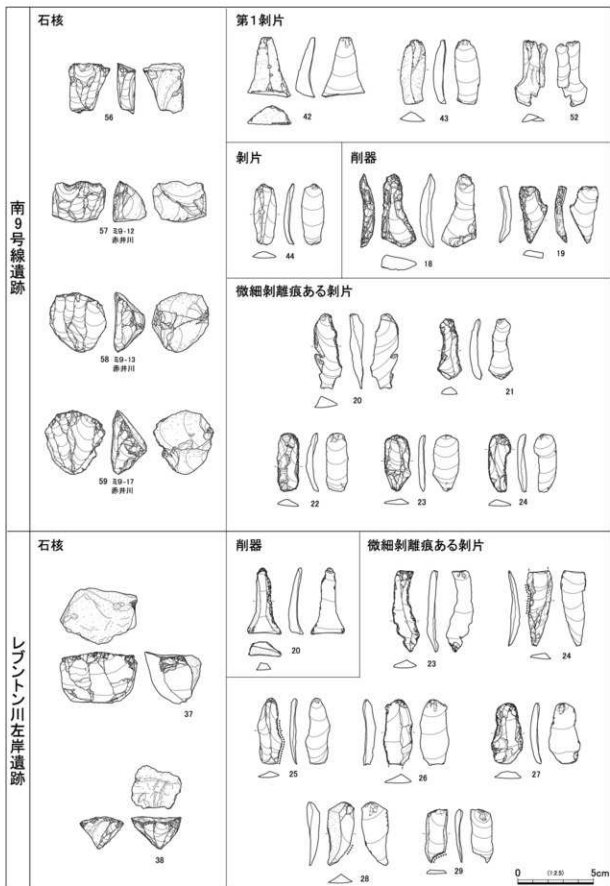 南9号線遺跡
石核
56
57 ミ9-12
赤井川
58 ミ9-13
赤井川
59 ミ9-17
赤井川
第1剥片
42
43
52
剥片
44
削器
18
19
微細剥離痕ある剥片
20
21
22
23
24
レブントン川左岸遺跡
石核
37
38
削器
20
微細剥離痕ある剥片
23
24
25
26
27
28
29
0 (1:2.5) 5cm